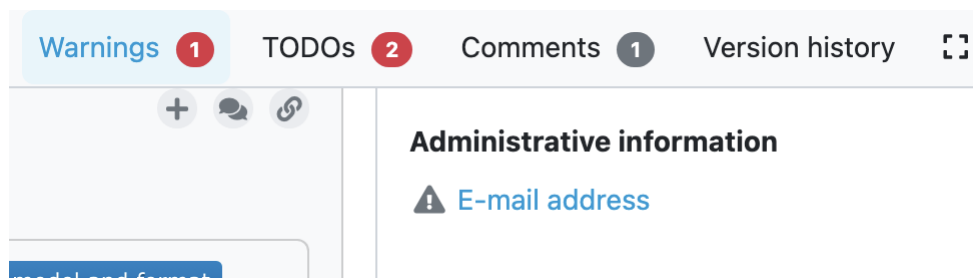 Warnings 1 TODOs 2 Comments 1 Version history
Administrative information
E-mail address
model and format